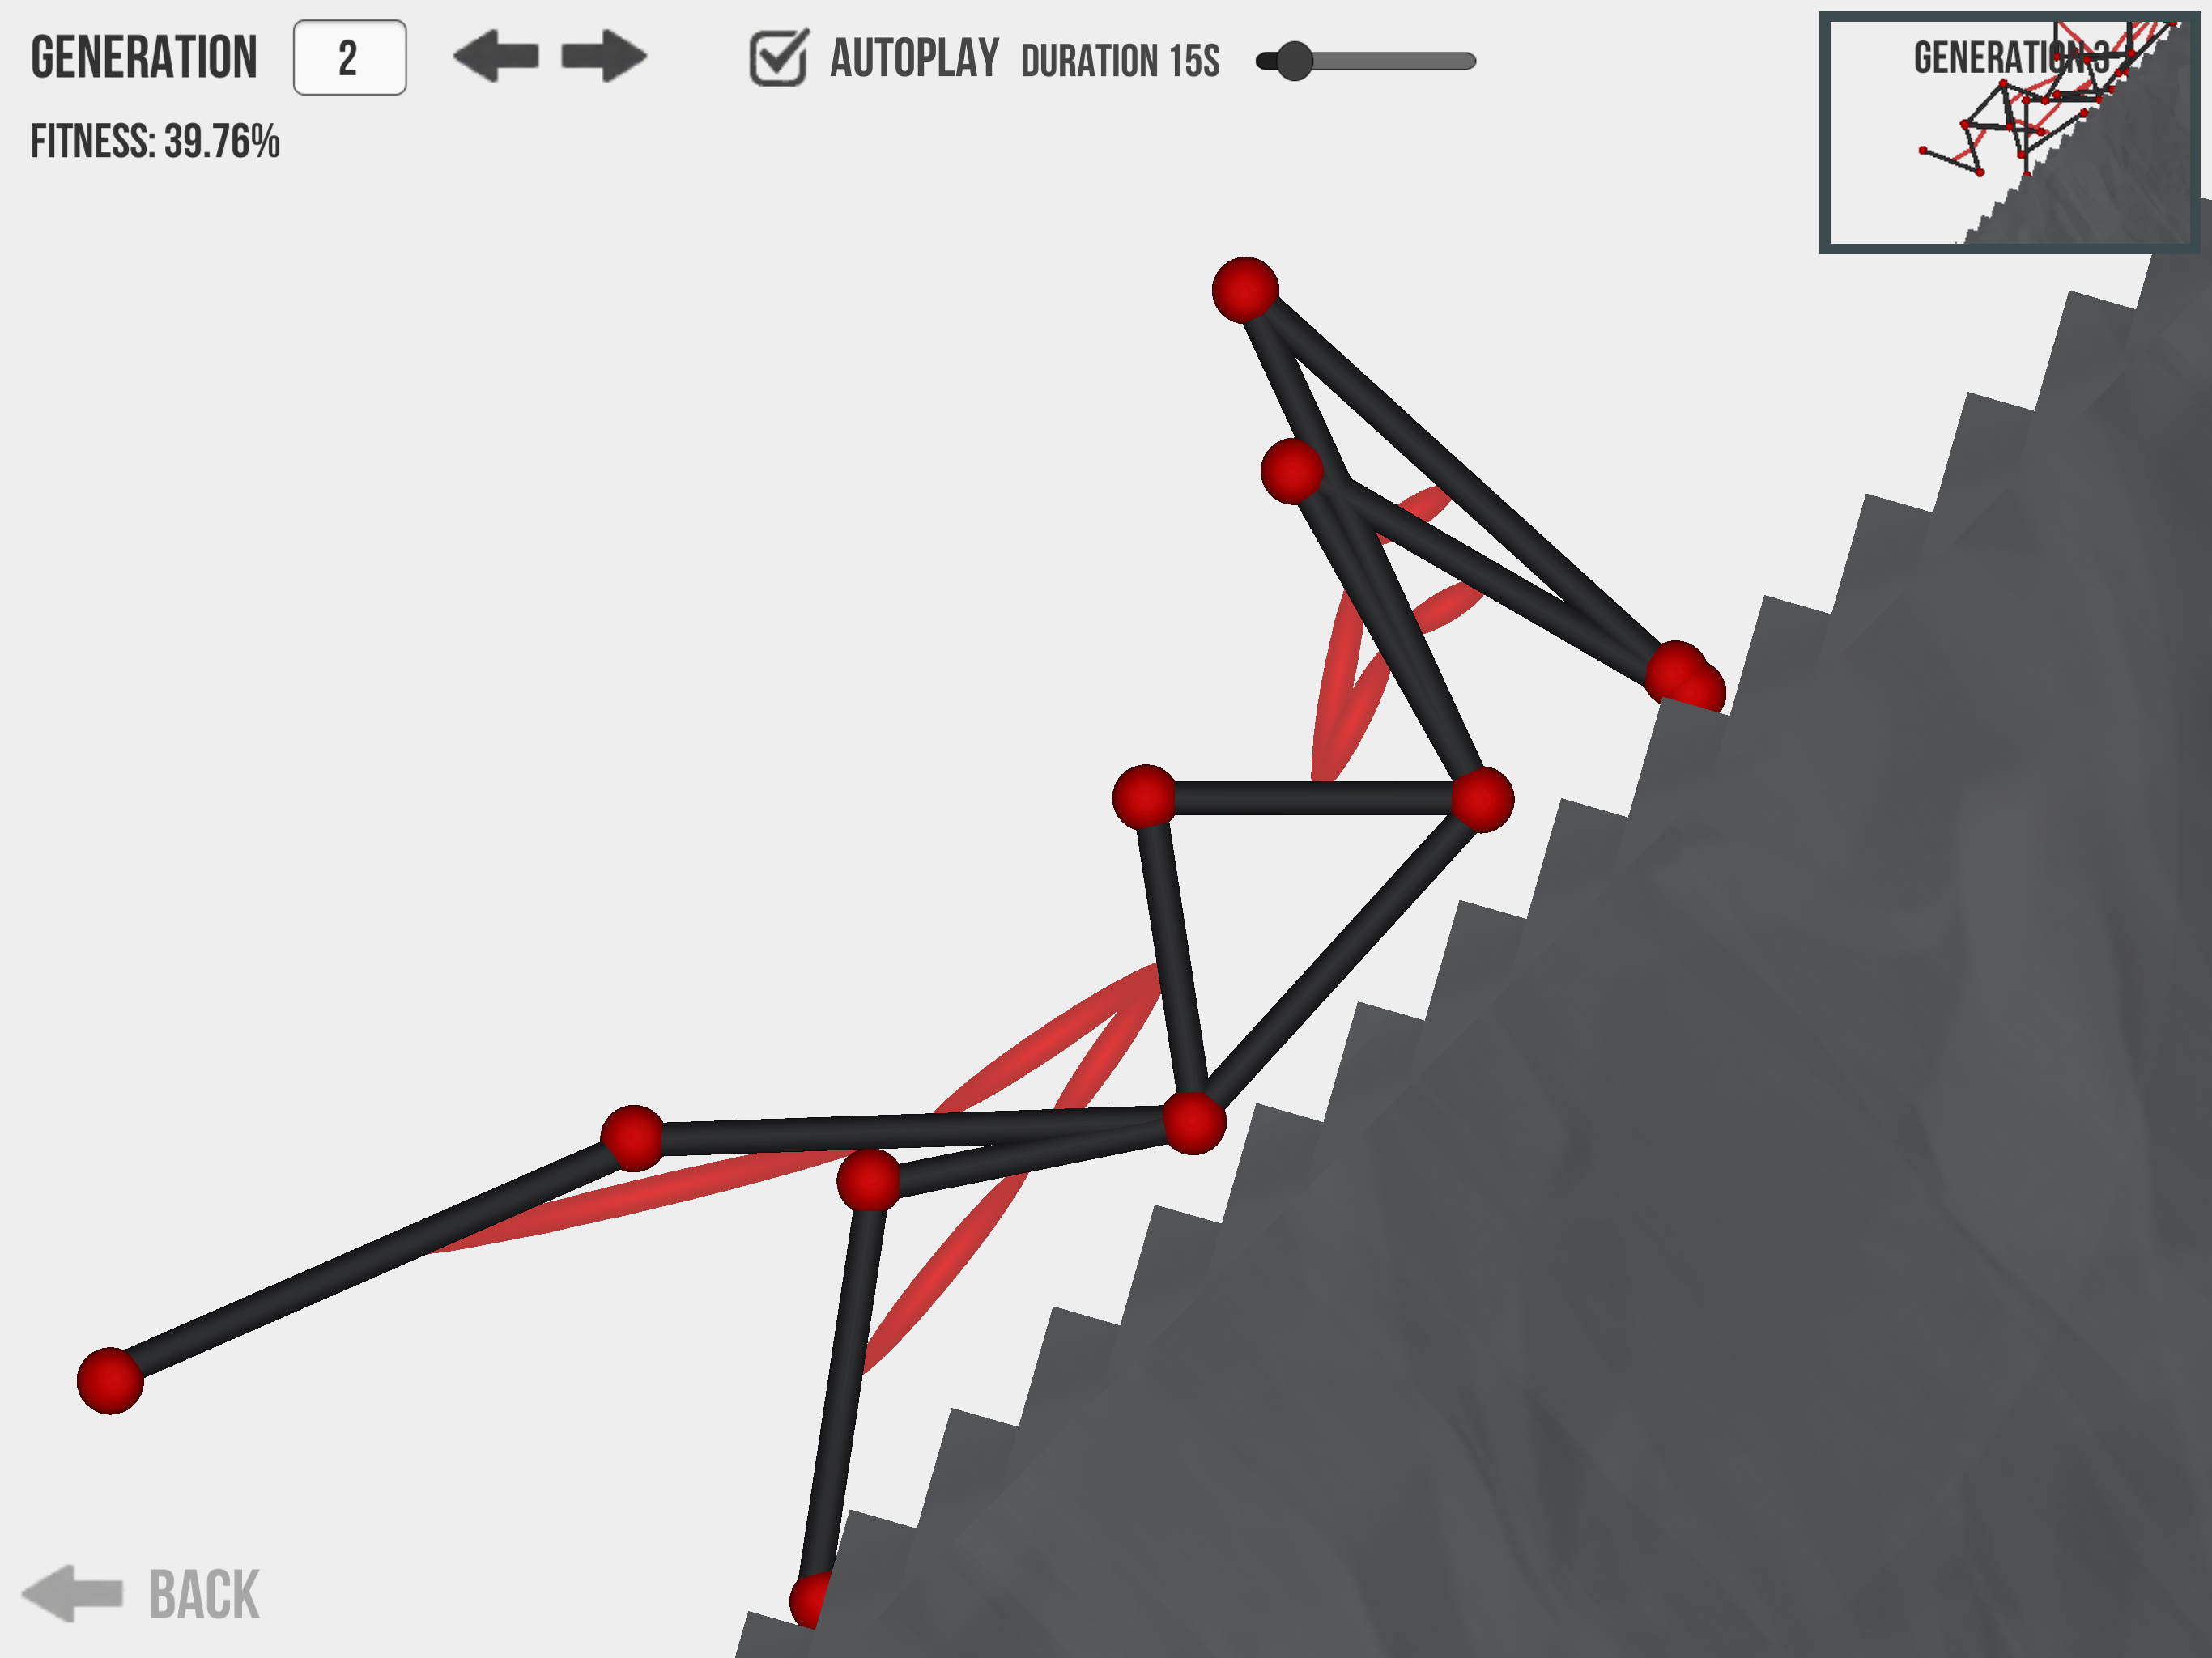 GENERATION 2
AUTOPLAY DURATION 15S
FITNESS: 39.76%
GENERATION 3
BACK